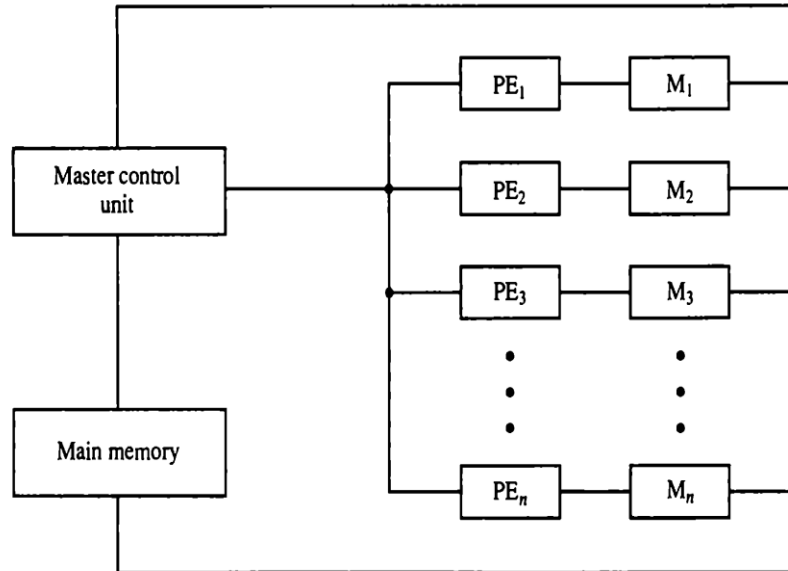 PE₁ M₁
Master control
unit
PE₂ M₂
PE₃ M₃
Main memory
PEₙ Mₙ